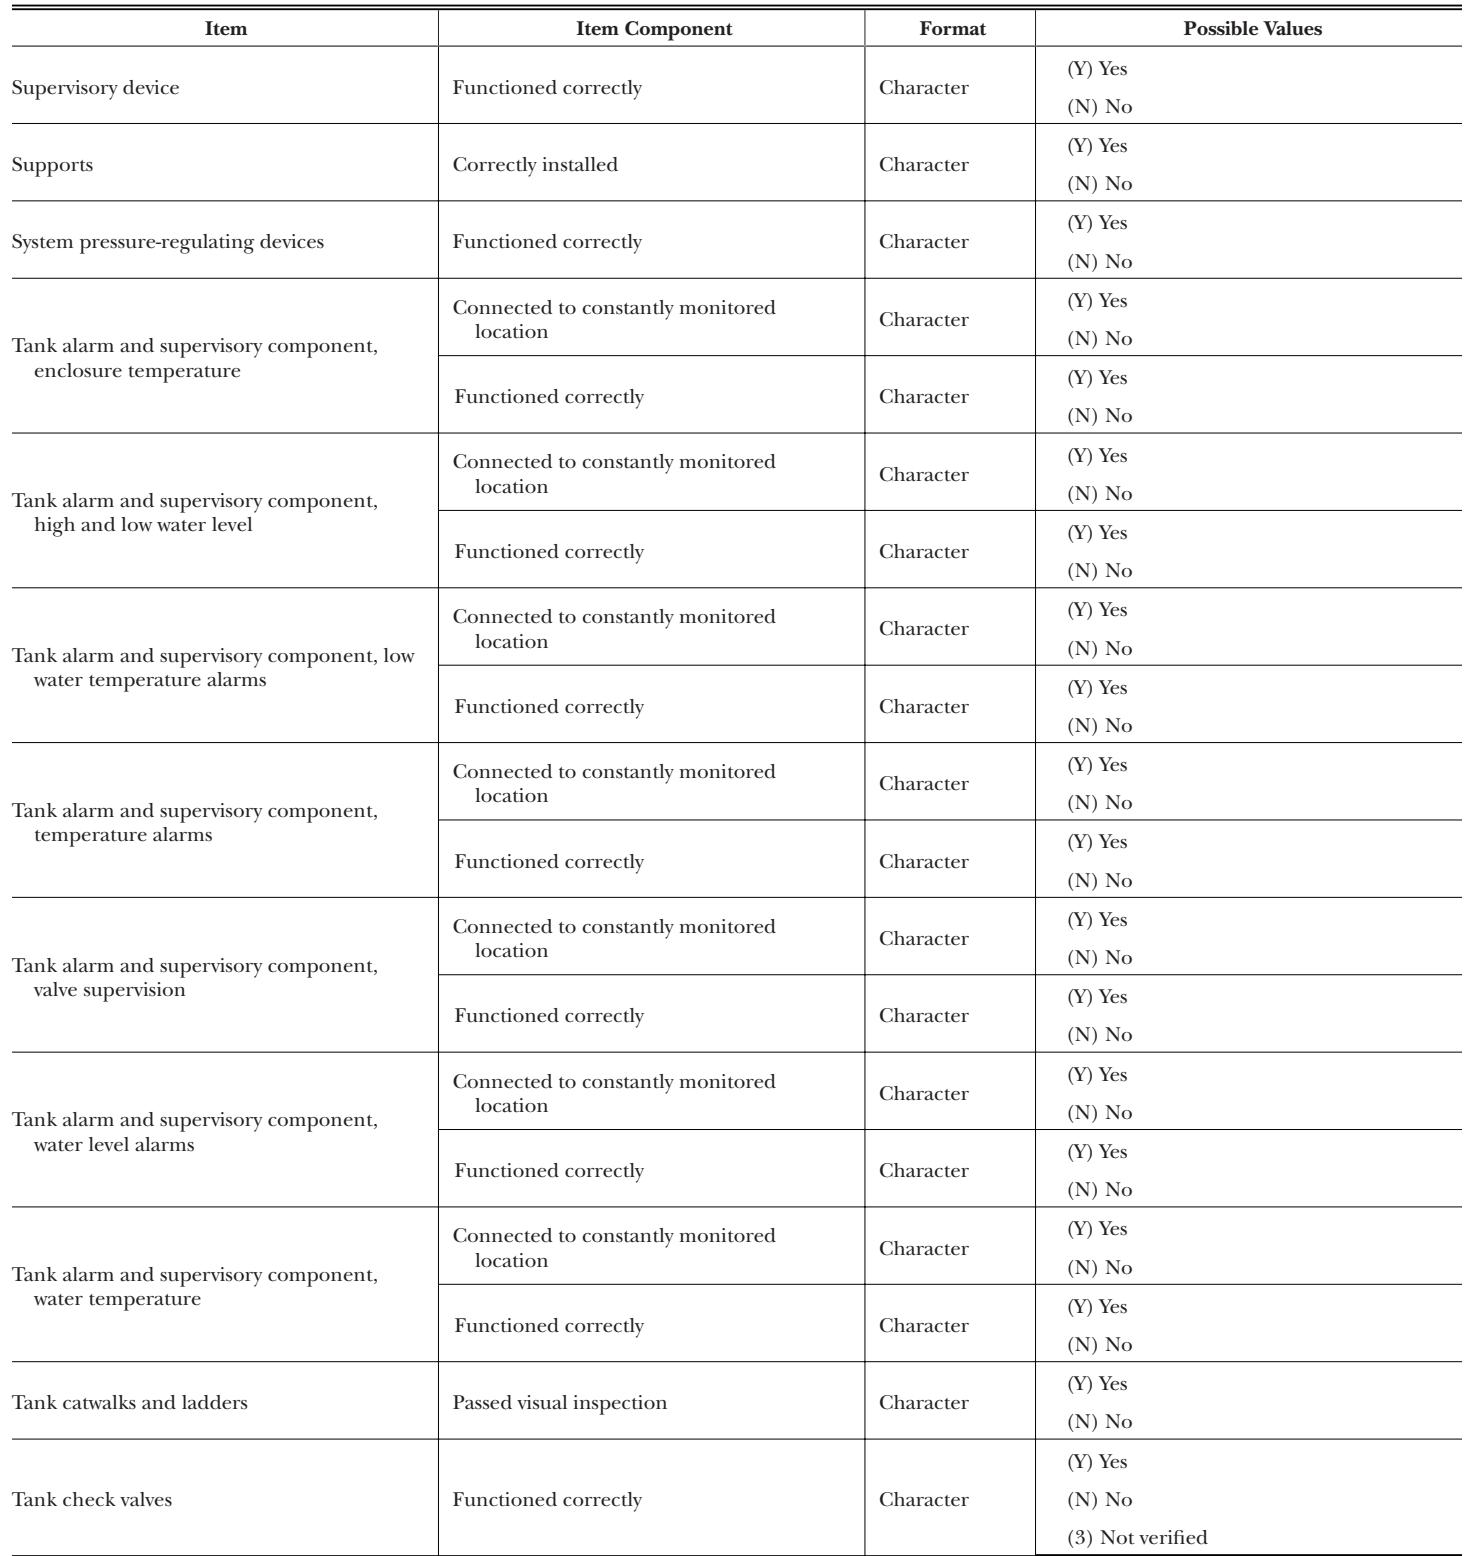 Item Item Component Format Possible Values
Supervisory device Functioned correctly Character (Y) Yes
(N) No
Supports Correctly installed Character (Y) Yes
(N) No
System pressure-regulating devices Functioned correctly Character (Y) Yes
(N) No
Tank alarm and supervisory component,
enclosure temperature
Connected to constantly monitored
location
Character
(Y) Yes
(N) No
Functioned correctly Character (Y) Yes
(N) No
Tank alarm and supervisory component,
high and low water level
Connected to constantly monitored
location
Character
(Y) Yes
(N) No
Functioned correctly Character (Y) Yes
(N) No
Tank alarm and supervisory component, low
water temperature alarms
Connected to constantly monitored
location
Character
(Y) Yes
(N) No
Functioned correctly Character (Y) Yes
(N) No
Tank alarm and supervisory component,
temperature alarms
Connected to constantly monitored
location
Character
(Y) Yes
(N) No
Functioned correctly Character (Y) Yes
(N) No
Tank alarm and supervisory component,
valve supervision
Connected to constantly monitored
location
Character
(Y) Yes
(N) No
Functioned correctly Character (Y) Yes
(N) No
Tank alarm and supervisory component,
water level alarms
Connected to constantly monitored
location
Character
(Y) Yes
(N) No
Functioned correctly Character (Y) Yes
(N) No
Tank alarm and supervisory component,
water temperature
Connected to constantly monitored
location
Character
(Y) Yes
(N) No
Functioned correctly Character (Y) Yes
(N) No
Tank catwalks and ladders Passed visual inspection Character (Y) Yes
(N) No
Tank check valves Functioned correctly Character (Y) Yes
(N) No
(3) Not verified